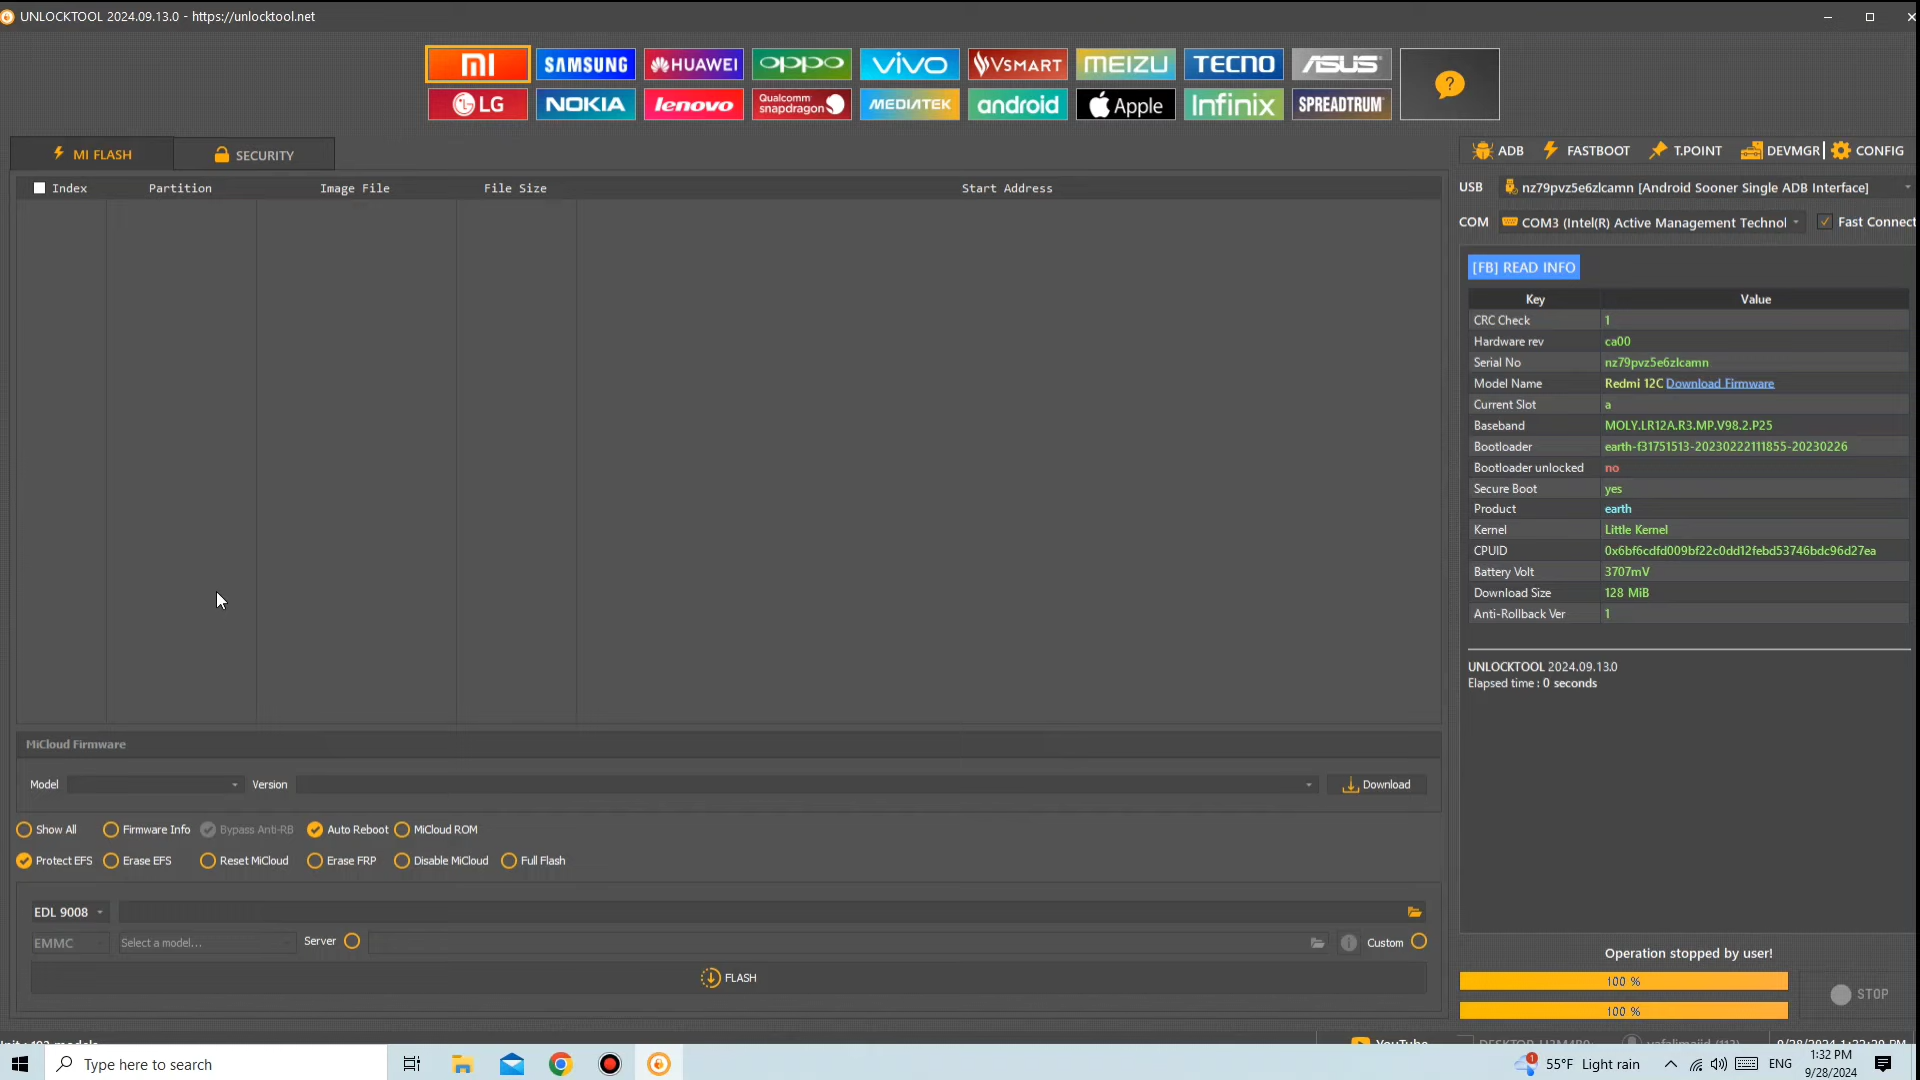 UNLOCKTOOL 2024.09.13.0 - https://unlocktool.net
MI SAMSUNG HUAWEI OPPO VIVO VSMART MEIZU TECNO ASUS ?
LG NOKIA lenovo Qualcomm snapdragon MEDIATEK android Apple Infinix SPREADTRUM
MI FLASH SECURITY
ADB FASTBOOT T.POINT DEVMGR CONFIG
Index Partition Image File File Size Start Address
USB nz79pvz5e6zlcamn [Android Sooner Single ADB Interface]
COM COM3 (Intel(R) Active Management Technol Fast Connect
[FB] READ INFO
Key Value
CRC Check 1
Hardware rev ca00
Serial No nz79pvz5e6zlcamn
Model Name Redmi 12C Download Firmware
Current Slot a
Baseband MOLY.LR12A.R3.MP.V98.2.P25
Bootloader earth-f31751513-20230222111855-20230226
Bootloader unlocked no
Secure Boot yes
Product earth
Kernel Little Kernel
CPUID 0x6bf6cdfd009bf22c0dd12febd53746bdc96d27ea
Battery Volt 3707mV
Download Size 128 MiB
Anti-Rollback Ver 1
UNLOCKTOOL 2024.09.13.0
Elapsed time : 0 seconds
MiCloud Firmware
Model Version Download
Show All Firmware Info Bypass Anti-RB Auto Reboot MiCloud ROM
Protect EFS Erase EFS Reset MiCloud Erase FRP Disable MiCloud Full Flash
EDL 9008
EMMC Select a model... Server Custom
FLASH
Operation stopped by user!
100 %
STOP
100 %
YouTube
Type here to search
1 55°F Light rain ENG 1:32 PM
9/28/2024